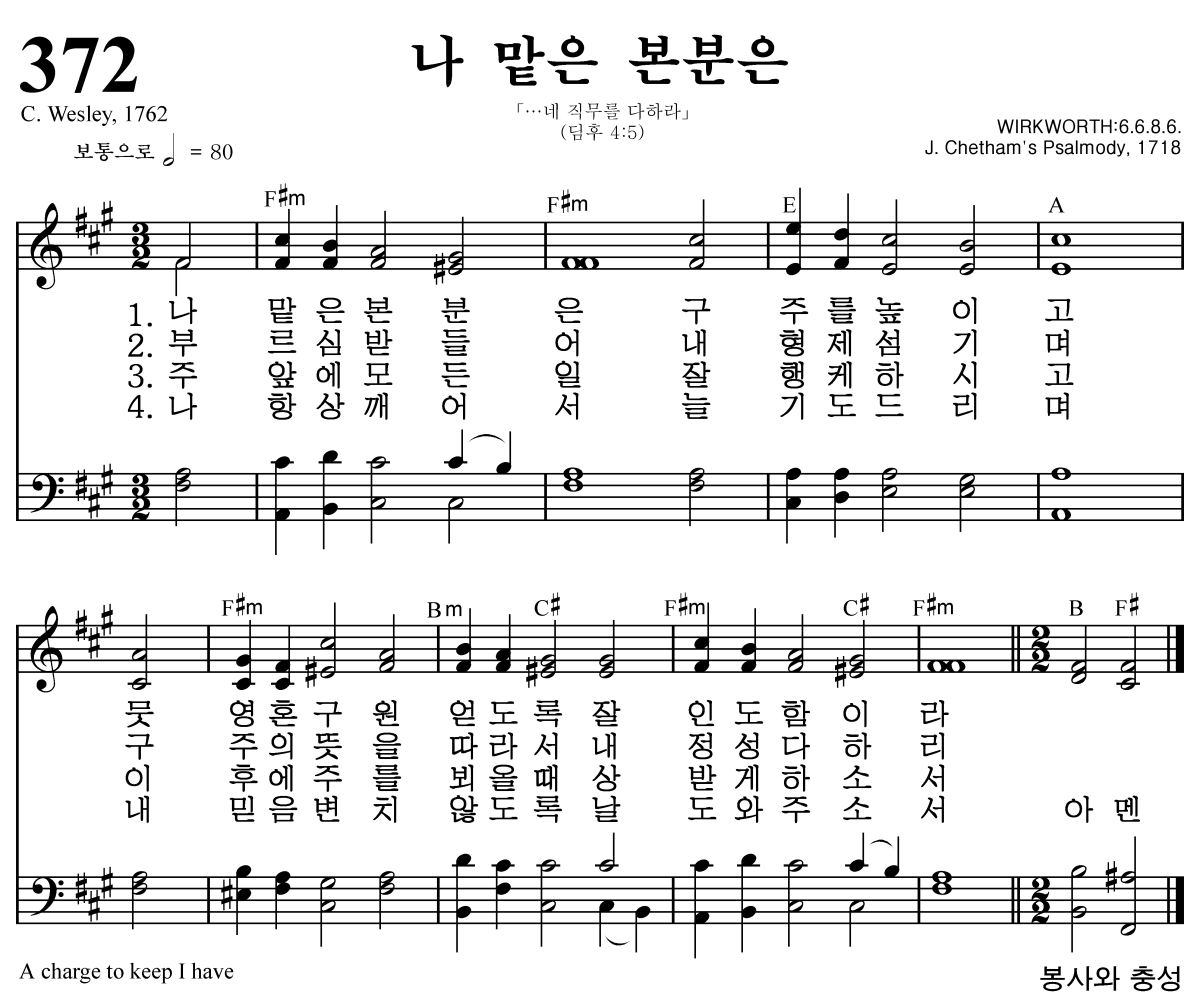 372
나 맡은 본분은
C. Wesley, 1762
「…네 직무를 다하라」
(딤후 4:5)
WIRKWORTH:6.6.8.6.
보통으로 = 80
J. Chetham's Psalmody, 1718
F#m F#m E A
3 2
1. 나 맡 은 본 분 은 구 주 를 높 이 고
2. 부 르 심 받 들 어 내 형 제 섬 기 며
3. 주 앞 에 모 든 일 잘 행 케 하 시 고
4. 나 항 상 깨 어 서 늘 기 도 드 리 며
3 2
F#m Bm C# F#m C# F#m B F#
2 2
뭇 영 혼 구 원 얻 도 록 잘 인 도 함 이 라
구 주 의 뜻 을 따 라 서 내 정 성 다 하 리
이 후 에 주 를 뵈 올 때 상 받 게 하 소 서
내 믿 음 변 치 않 도 록 날 도 와 주 소 서 아 멘
2 2
A charge to keep I have
봉사와 충성